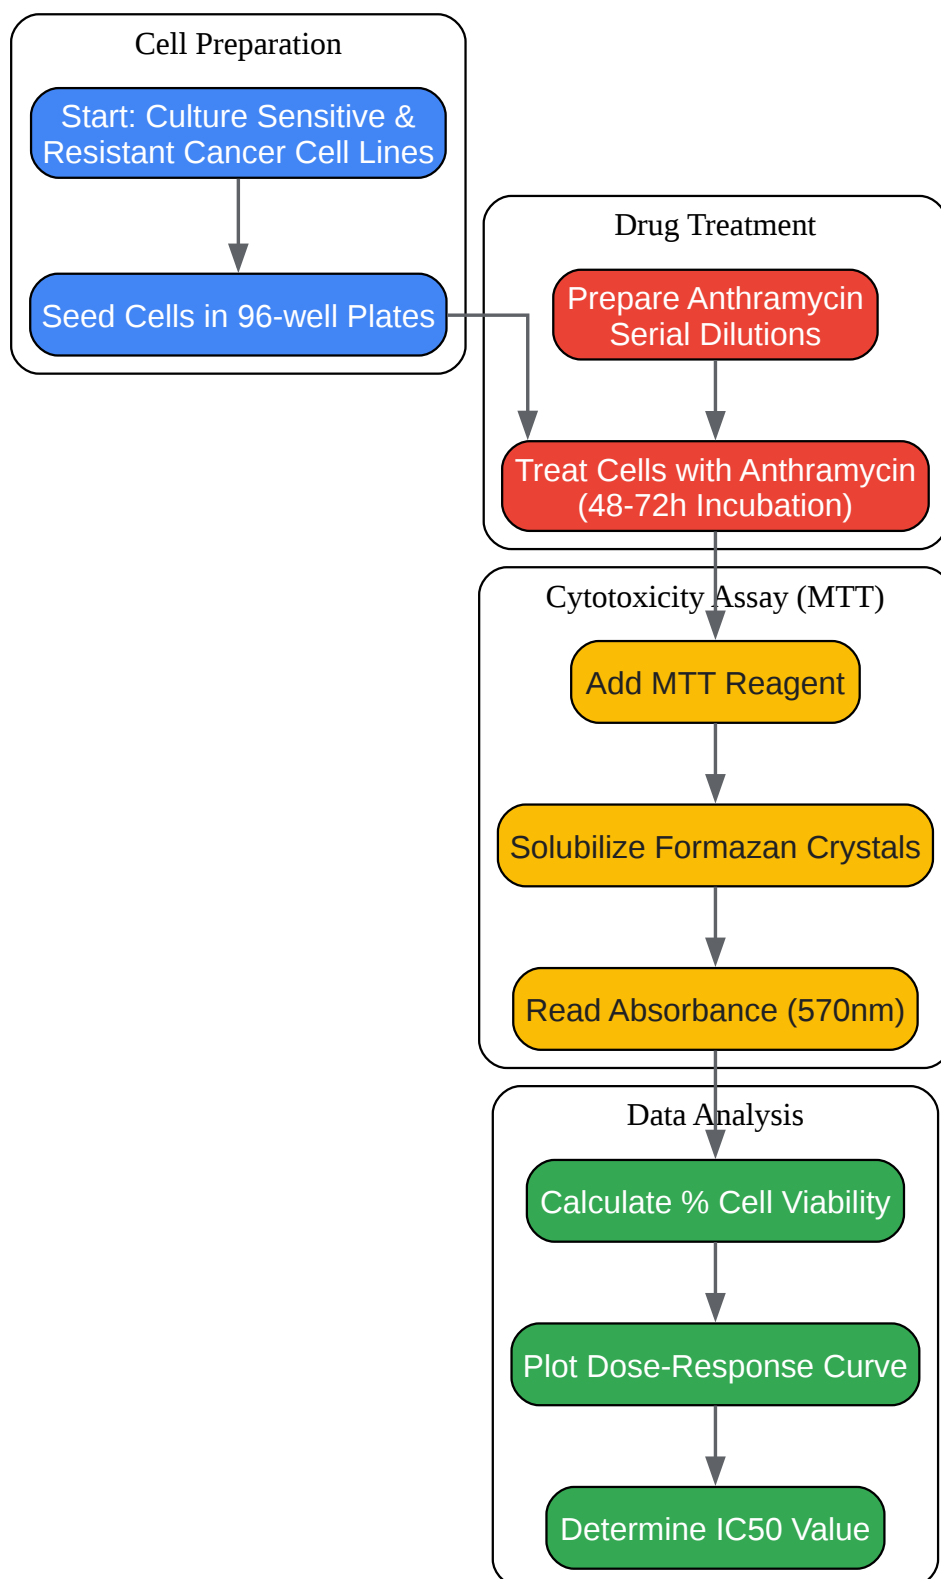 Cell Preparation
Start: Culture Sensitive &
Resistant Cancer Cell Lines
Seed Cells in 96-well Plates
Drug Treatment
Prepare Anthramycin
Serial Dilutions
Treat Cells with Anthramycin
(48-72h Incubation)
Cytotoxicity Assay (MTT)
Add MTT Reagent
Solubilize Formazan Crystals
Read Absorbance (570nm)
Data Analysis
Calculate % Cell Viability
Plot Dose-Response Curve
Determine IC50 Value